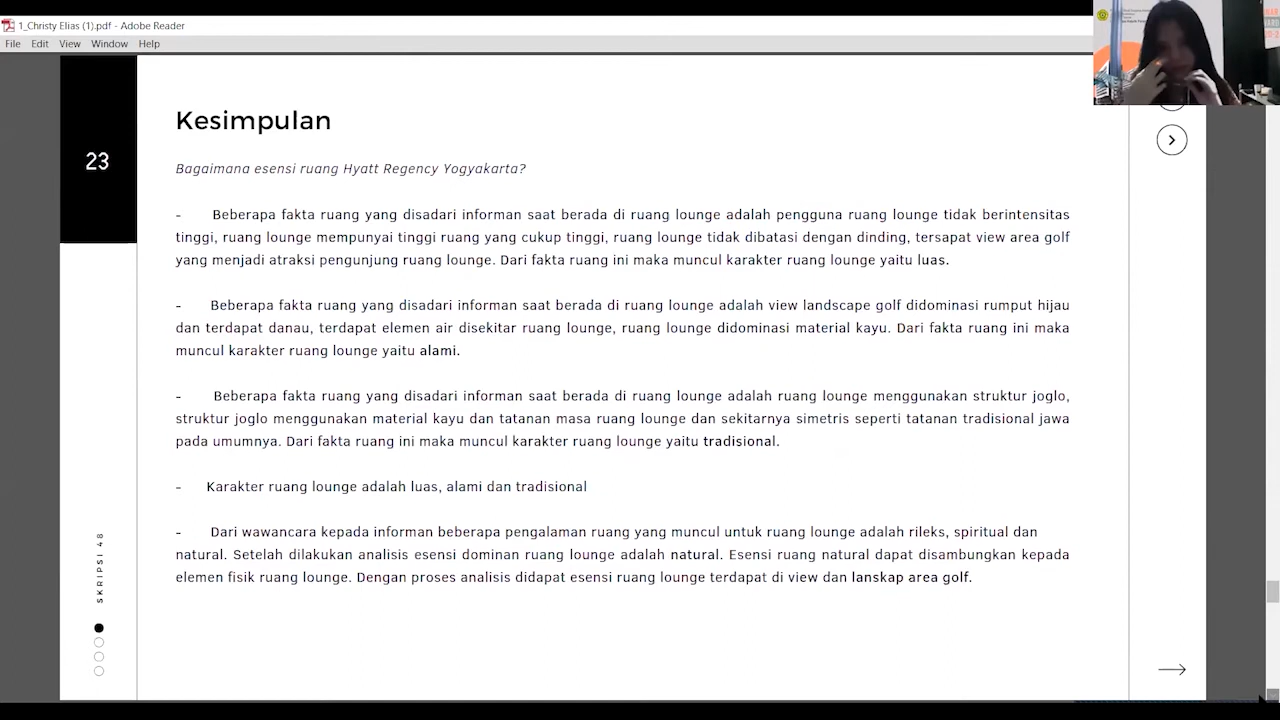 1_Christy Elias (1).pdf - Adobe Reader
File Edit View Window Help
23
Kesimpulan
Bagaimana esensi ruang Hyatt Regency Yogyakarta?
- Beberapa fakta ruang yang disadari informan saat berada di ruang lounge adalah pengguna ruang lounge tidak berintensitas
tinggi, ruang lounge mempunyai tinggi ruang yang cukup tinggi, ruang lounge tidak dibatasi dengan dinding, tersapat view area golf
yang menjadi atraksi pengunjung ruang lounge. Dari fakta ruang ini maka muncul karakter ruang lounge yaitu luas.
- Beberapa fakta ruang yang disadari informan saat berada di ruang lounge adalah view landscape golf didominasi rumput hijau
dan terdapat danau, terdapat elemen air disekitar ruang lounge, ruang lounge didominasi material kayu. Dari fakta ruang ini maka
muncul karakter ruang lounge yaitu alami.
- Beberapa fakta ruang yang disadari informan saat berada di ruang lounge adalah ruang lounge menggunakan struktur joglo,
struktur joglo menggunakan material kayu dan tatanan masa ruang lounge dan sekitarnya simetris seperti tatanan tradisional jawa
pada umumnya. Dari fakta ruang ini maka muncul karakter ruang lounge yaitu tradisional.
- Karakter ruang lounge adalah luas, alami dan tradisional
- Dari wawancara kepada informan beberapa pengalaman ruang yang muncul untuk ruang lounge adalah rileks, spiritual dan
natural. Setelah dilakukan analisis esensi dominan ruang lounge adalah natural. Esensi ruang natural dapat disambungkan kepada
elemen fisik ruang lounge. Dengan proses analisis didapat esensi ruang lounge terdapat di view dan lanskap area golf.
SKRIPSI 48